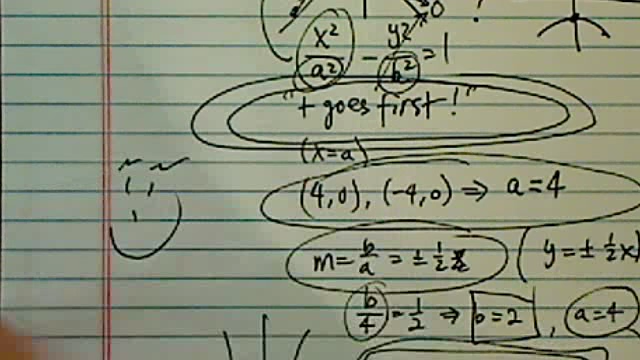 0 ?
x²/a² - y²/b² = 1
"+ goes first!"
(x=a)
(4,0), (-4,0) ⇒ a=4
m = b/a = ± 1/2 (y = ± 1/2 x)
b/4 = 1/2 ⇒ b=2, a=4